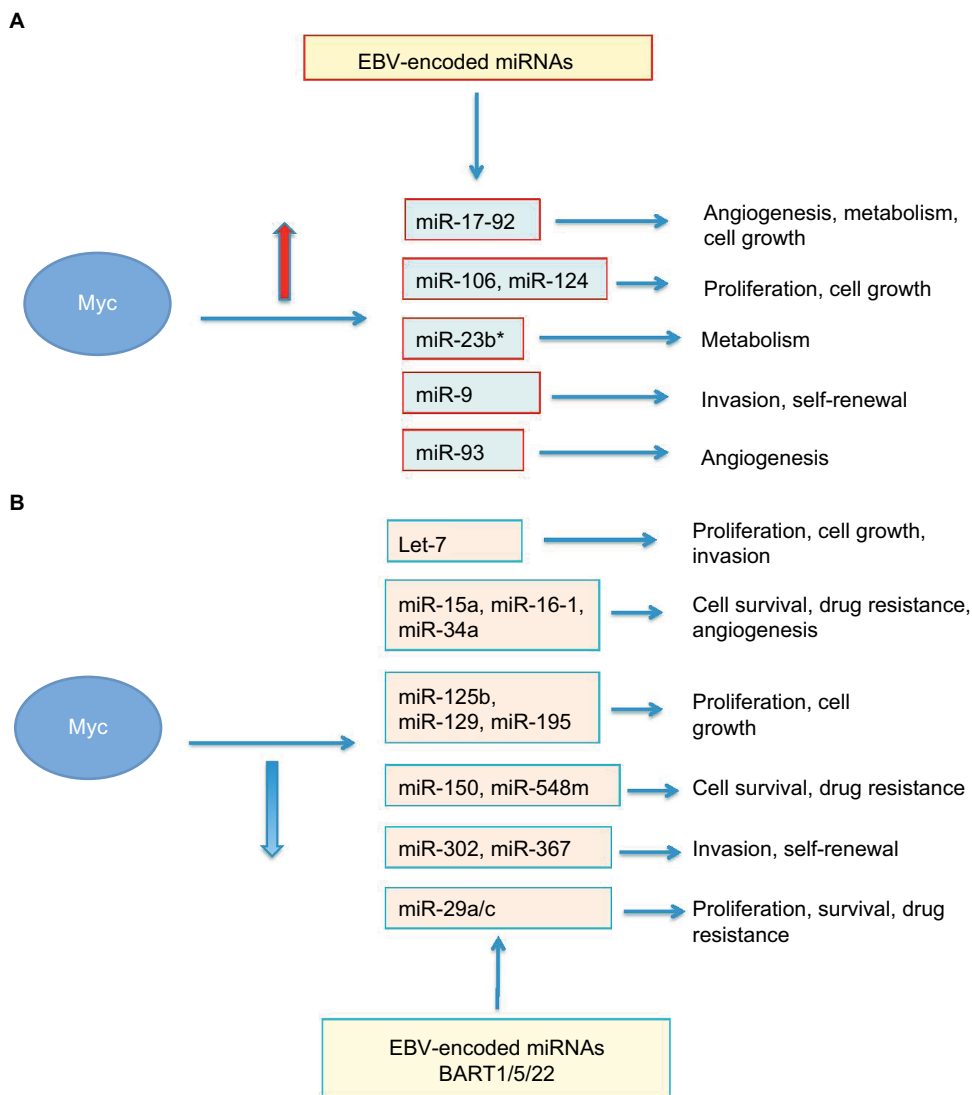 A
EBV-encoded miRNAs
miR-17-92
Angiogenesis, metabolism,
cell growth
Myc
miR-106, miR-124
Proliferation, cell growth
miR-23b*
Metabolism
miR-9
Invasion, self-renewal
miR-93
Angiogenesis
B
Let-7
Proliferation, cell growth,
invasion
miR-15a, miR-16-1,
miR-34a
Cell survival, drug resistance,
angiogenesis
Myc
miR-125b,
miR-129, miR-195
Proliferation, cell
growth
miR-150, miR-548m
Cell survival, drug resistance
miR-302, miR-367
Invasion, self-renewal
miR-29a/c
Proliferation, survival, drug
resistance
EBV-encoded miRNAs
BART1/5/22